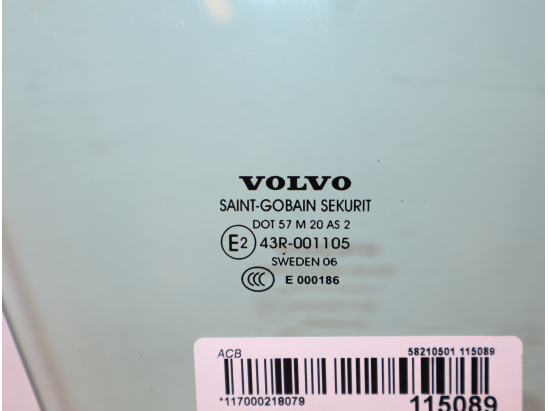 VOLVO
SAINT-GOBAIN SEKURIT
DOT 57 M 20 AS 2
E2 43R-001105
SWEDEN 06
CCC E 000186
ACB 58210501 115089
*117000218079 115089